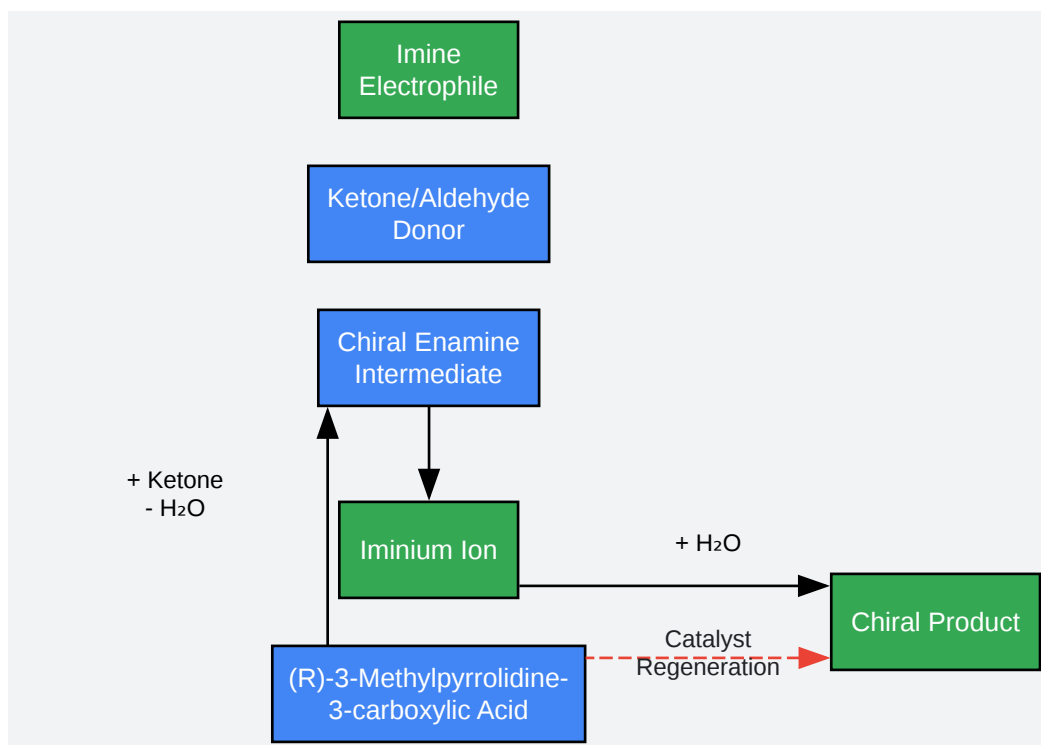 Imine
Electrophile
Ketone/Aldehyde
Donor
Chiral Enamine
Intermediate
+ Ketone
- H₂O
Iminium Ion
+ H₂O
Chiral Product
Catalyst
Regeneration
(R)-3-Methylpyrrolidine-
3-carboxylic Acid